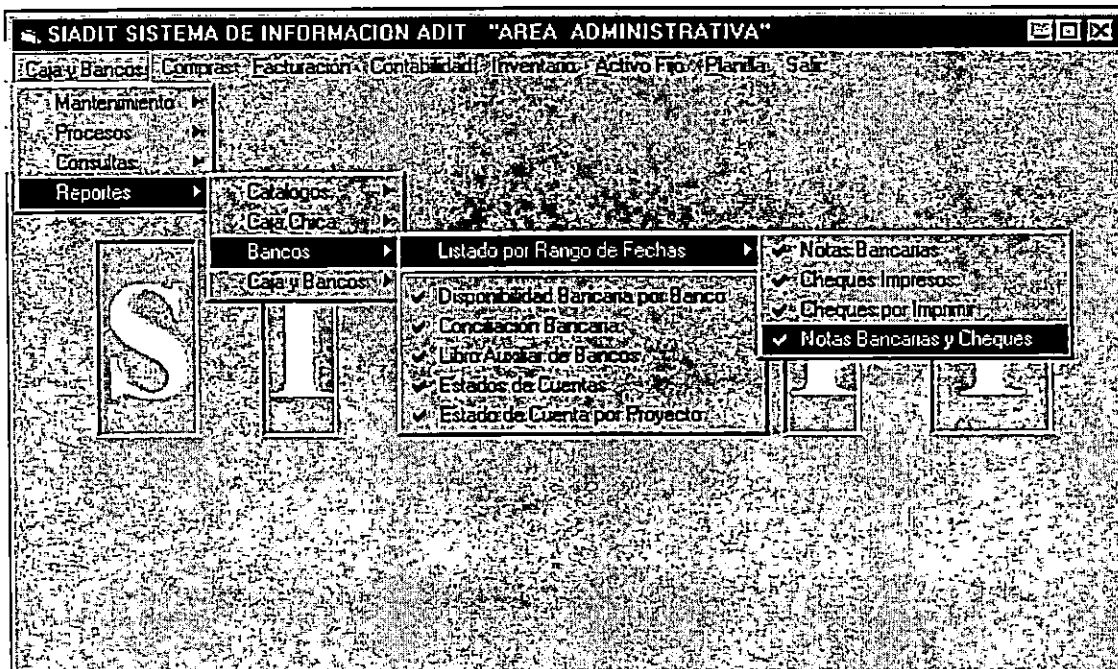 SIADIT SISTEMA DE INFORMACION ADIT "AREA ADMINISTRATIVA"
Caja y Bancos Compras Facturación Contabilidad Inventario Activo Fijo Planilla Salir
Mantenimiento
Procesos
Consultas
Reportes
Catalogos
Caja Chica
Bancos
Caja y Bancos
Listado por Rango de Fechas
Disponibilidad Bancaria por Banco
Conciliación Bancaria
Libro Auxiliar de Bancos
Estados de Cuentas
Estado de Cuenta por Proyecto
Notas Bancarias
Cheques Impresos
Cheques por Imprimir
Notas Bancarias y Cheques
S I